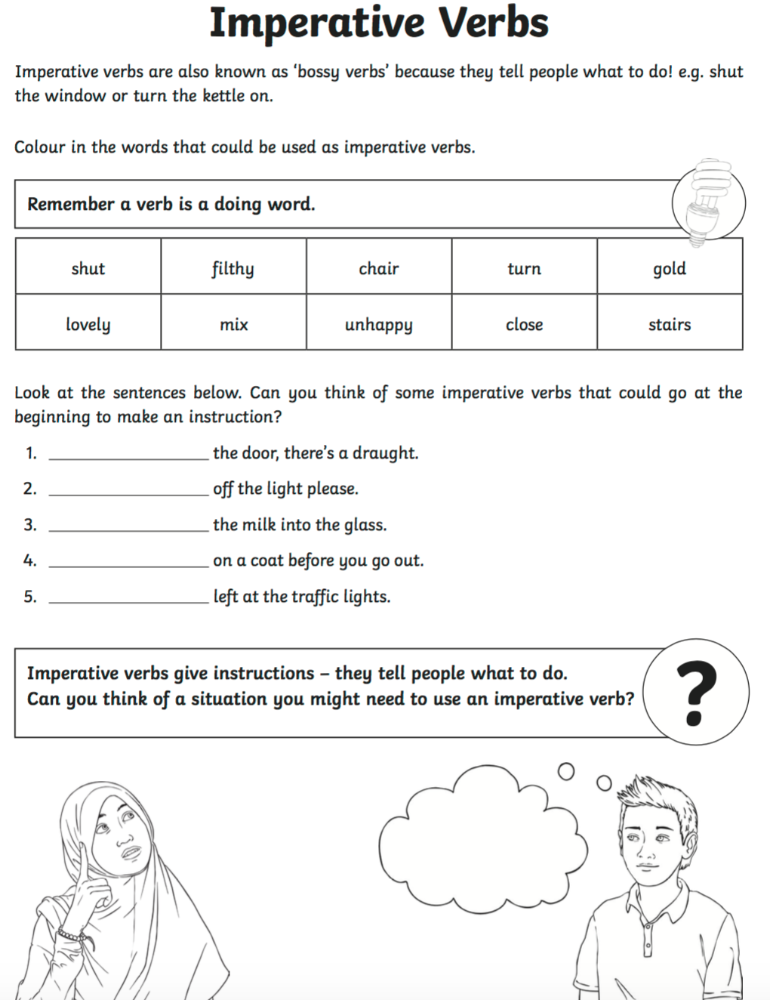 Imperative Verbs
Imperative verbs are also known as ‘bossy verbs’ because they tell people what to do! e.g. shut
the window or turn the kettle on.
Colour in the words that could be used as imperative verbs.
Remember a verb is a doing word.
shut filthy chair turn gold
lovely mix unhappy close stairs
Look at the sentences below. Can you think of some imperative verbs that could go at the
beginning to make an instruction?
1. ____________________ the door, there’s a draught.
2. ____________________ off the light please.
3. ____________________ the milk into the glass.
4. ____________________ on a coat before you go out.
5. ____________________ left at the traffic lights.
Imperative verbs give instructions – they tell people what to do.
Can you think of a situation you might need to use an imperative verb?
?